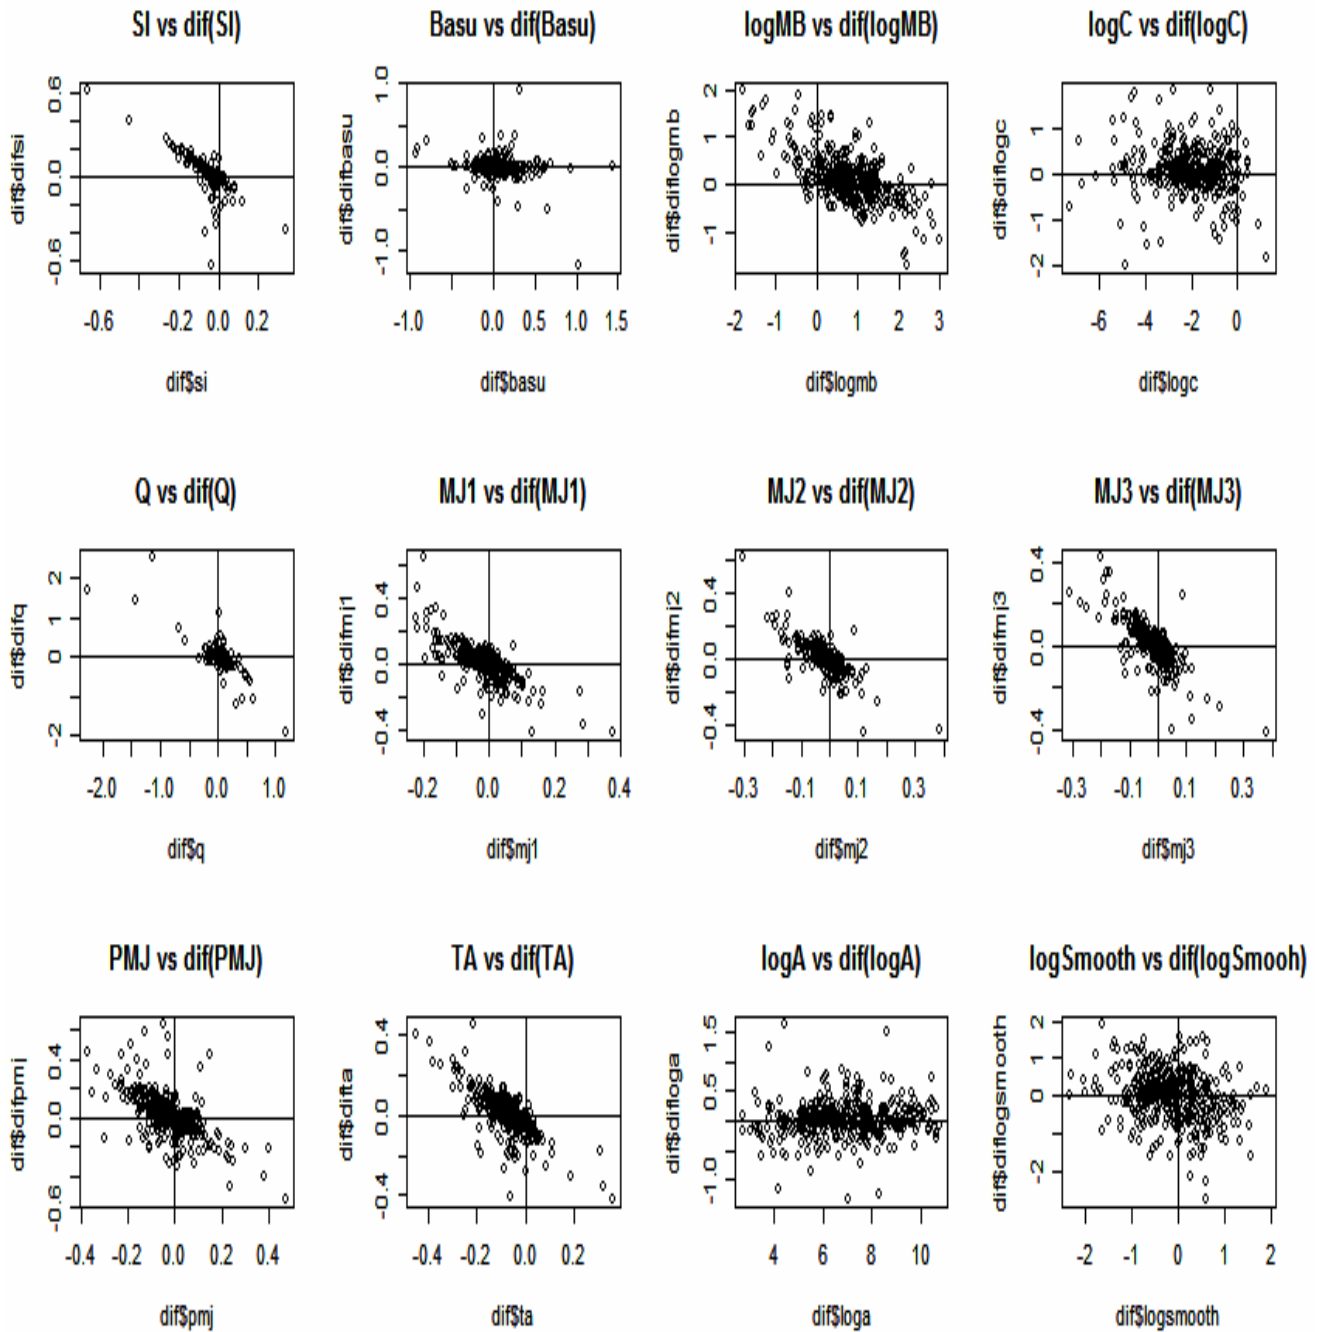 SI vs dif(SI)
Basu vs dif(Basu)
logMB vs dif(logMB)
logC vs dif(logC)
dif$difsi
-0.6 0.0 0.6
-0.6 -0.2 0.0 0.2
dif$si
dif$difbasu
-1.0 0.0 1.0
-1.0 0.0 0.5 1.0 1.5
dif$basu
dif$diflogmb
-1 0 1 2
-2 -1 0 1 2 3
dif$logmb
dif$diflogc
-2 -1 0 1
-6 -4 -2 0
dif$logc
Q vs dif(Q)
MJ1 vs dif(MJ1)
MJ2 vs dif(MJ2)
MJ3 vs dif(MJ3)
dif$difq
-2 0 1 2
-2.0 -1.0 0.0 1.0
dif$q
dif$difmj1
-0.4 0.0 0.4
-0.2 0.0 0.2 0.4
dif$mj1
dif$difmj2
-0.4 0.0 0.4
-0.3 -0.1 0.1 0.3
dif$mj2
dif$difmj3
-0.4 0.0 0.4
-0.3 -0.1 0.1 0.3
dif$mj3
PMJ vs dif(PMJ)
TA vs dif(TA)
logA vs dif(logA)
logSmooth vs dif(logSmooh)
dif$difpmj
-0.6 0.0 0.4
-0.4 -0.2 0.0 0.2 0.4
dif$pmj
dif$difta
-0.4 0.0 0.4
-0.4 -0.2 0.0 0.2
dif$ta
dif$difloga
-1.0 0.0 0.5 1.5
4 6 8 10
dif$loga
dif$diflogsmooth
-2 0 1 2
-2 -1 0 1 2
dif$logsmooth